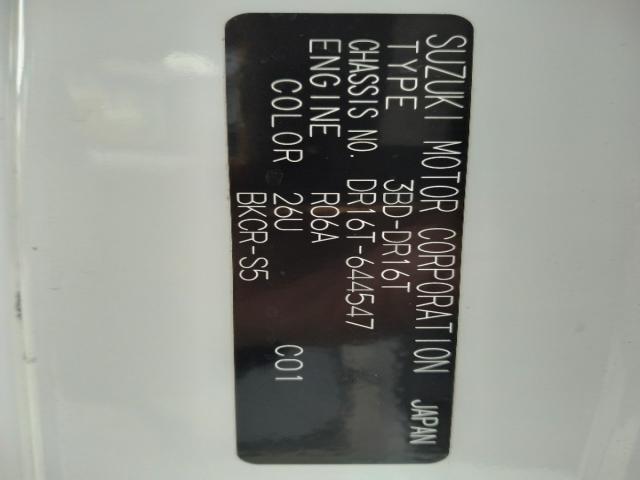 SUZUKI MOTOR CORPORATION JAPAN
TYPE 3BD-DR16T
CHASSIS NO. DR16T-644547
ENGINE R06A
COLOR 26U C01
BKCR-S5